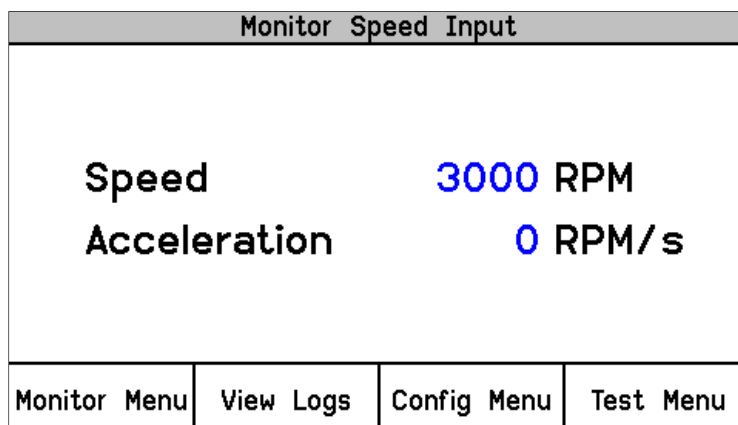 Monitor Speed Input
Speed 3000 RPM
Acceleration 0 RPM/s
Monitor Menu View Logs Config Menu Test Menu